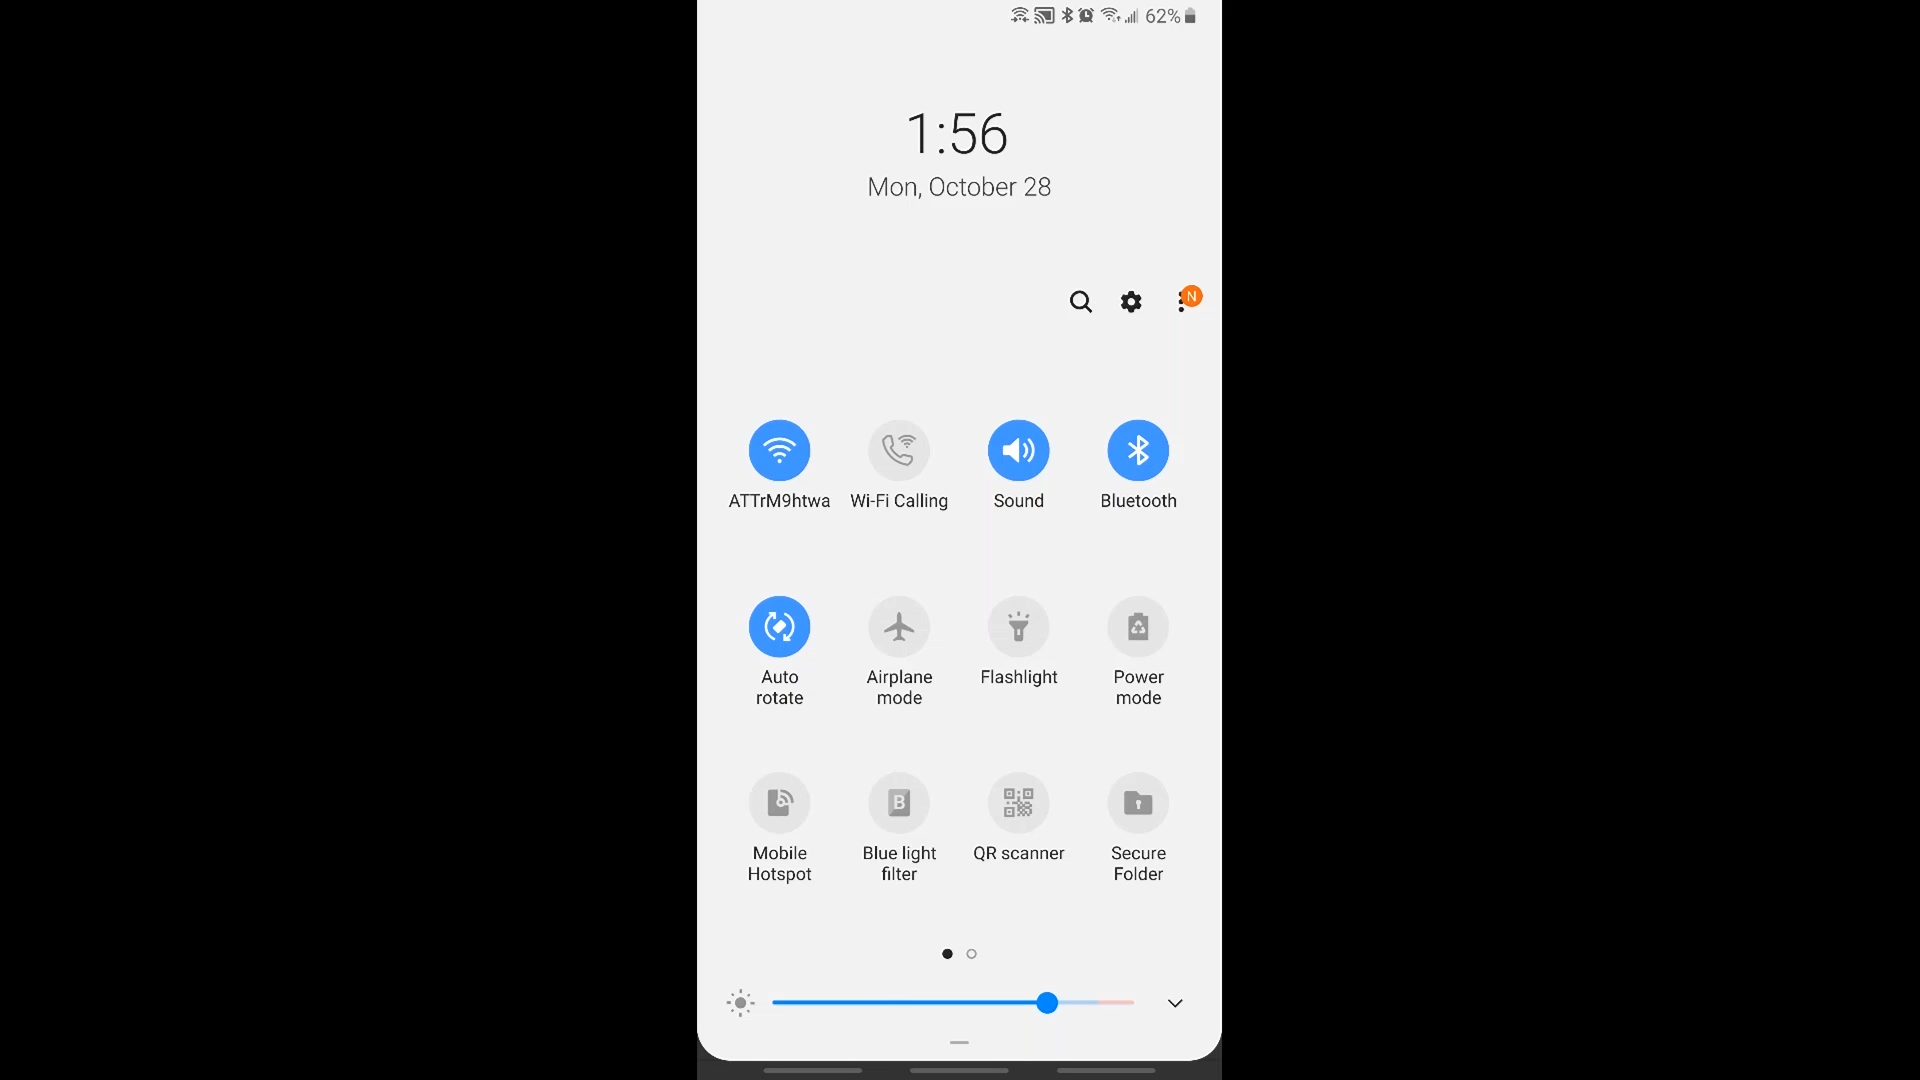 62%
1:56
Mon, October 28
N
ATTrM9htwa Wi-Fi Calling Sound Bluetooth
Auto rotate
Airplane mode
Flashlight
Power mode
Mobile Hotspot
B
Blue light filter
QR scanner
Secure Folder